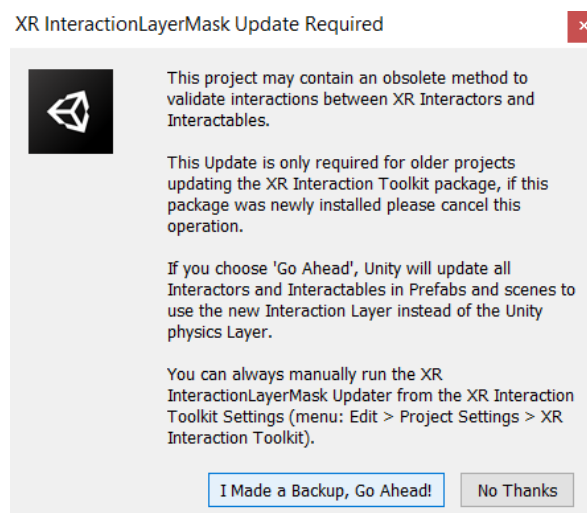 XR InteractionLayerMask Update Required
This project may contain an obsolete method to
validate interactions between XR Interactors and
Interactables.
This Update is only required for older projects
updating the XR Interaction Toolkit package, if this
package was newly installed please cancel this
operation.
If you choose 'Go Ahead', Unity will update all
Interactors and Interactables in Prefabs and scenes to
use the new Interaction Layer instead of the Unity
physics Layer.
You can always manually run the XR
InteractionLayerMask Updater from the XR Interaction
Toolkit Settings (menu: Edit > Project Settings > XR
Interaction Toolkit).
I Made a Backup, Go Ahead! No Thanks